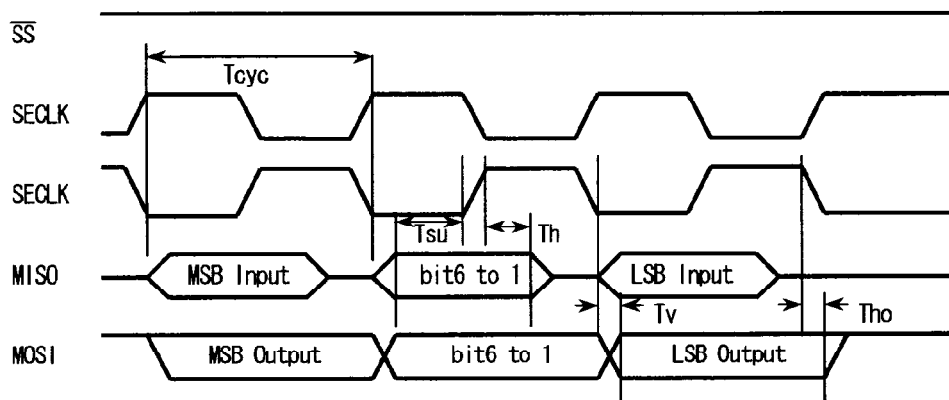 SS
Tcyc
SECLK
SECLK
Tsu Th
MISO MSB Input bit6 to 1 LSB Input
Tv Tho
MOSI MSB Output bit6 to 1 LSB Output